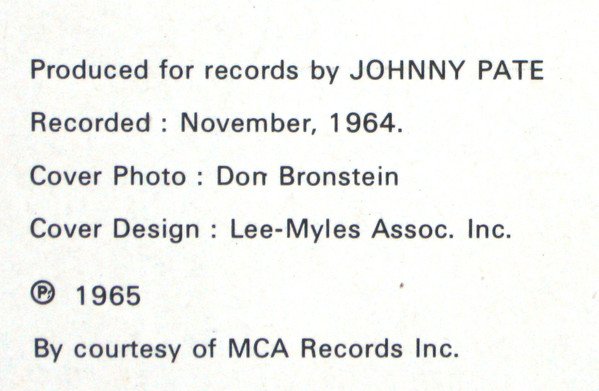 Produced for records by JOHNNY PATE
Recorded : November, 1964.
Cover Photo : Don Bronstein
Cover Design : Lee-Myles Assoc. Inc.
℗ 1965
By courtesy of MCA Records Inc.